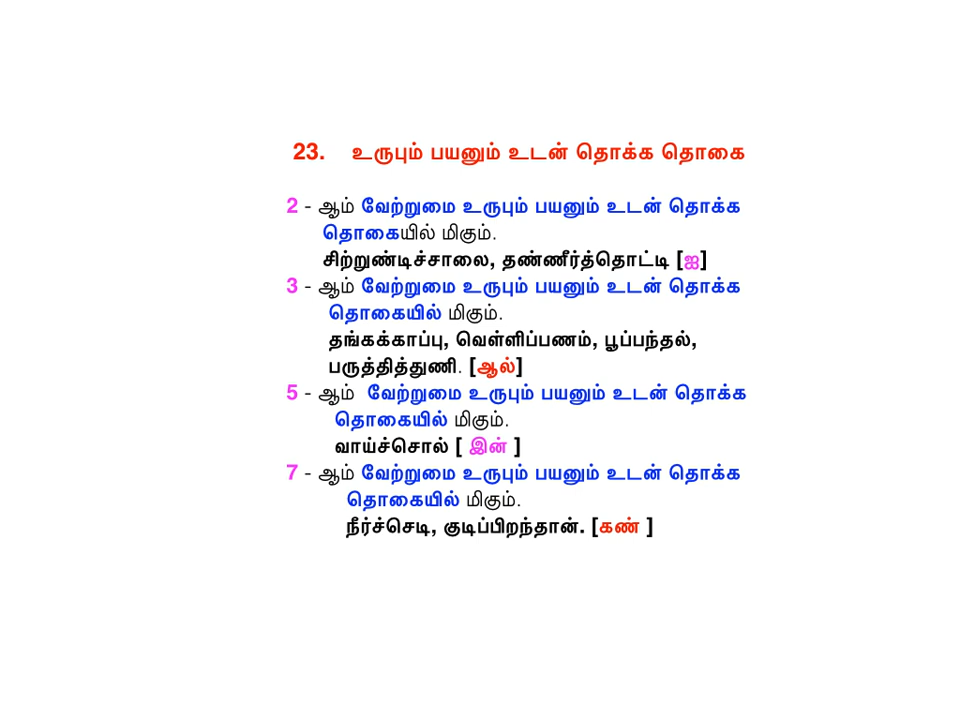 23. உருபும் பயனும் உடன் தொக்க தொகை
2 - ஆம் வேற்றுமை உருபும் பயனும் உடன் தொக்க
தொகையில் மிகும்.
சிற்றுண்டிச்சாலை, தண்ணீர்த்தொட்டி [ஐ]
3 - ஆம் வேற்றுமை உருபும் பயனும் உடன் தொக்க
தொகையில் மிகும்.
தங்கக்காப்பு, வெள்ளிப்பணம், பூப்பந்தல்,
பருத்தித்துணி. [ஆல்]
5 - ஆம் வேற்றுமை உருபும் பயனும் உடன் தொக்க
தொகையில் மிகும்.
வாய்ச்சொல் [ இன் ]
7 - ஆம் வேற்றுமை உருபும் பயனும் உடன் தொக்க
தொகையில் மிகும்.
நீர்ச்செடி, குடிப்பிறந்தான். [கண் ]